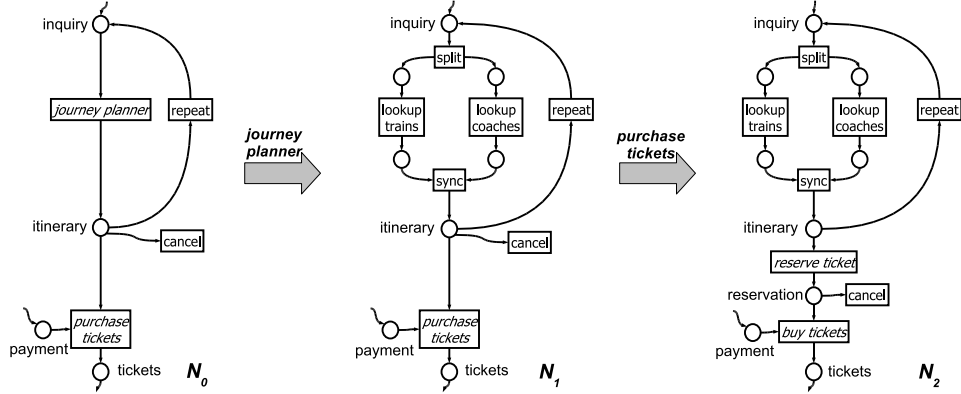 inquiry
journey planner
repeat
itinerary
cancel
purchase
tickets
payment
tickets
N0
journey
planner
inquiry
split
lookup
trains
lookup
coaches
repeat
sync
itinerary
cancel
purchase
tickets
payment
tickets
N1
purchase
tickets
inquiry
split
lookup
trains
lookup
coaches
repeat
sync
itinerary
reserve ticket
reservation
cancel
buy tickets
payment
tickets
N2